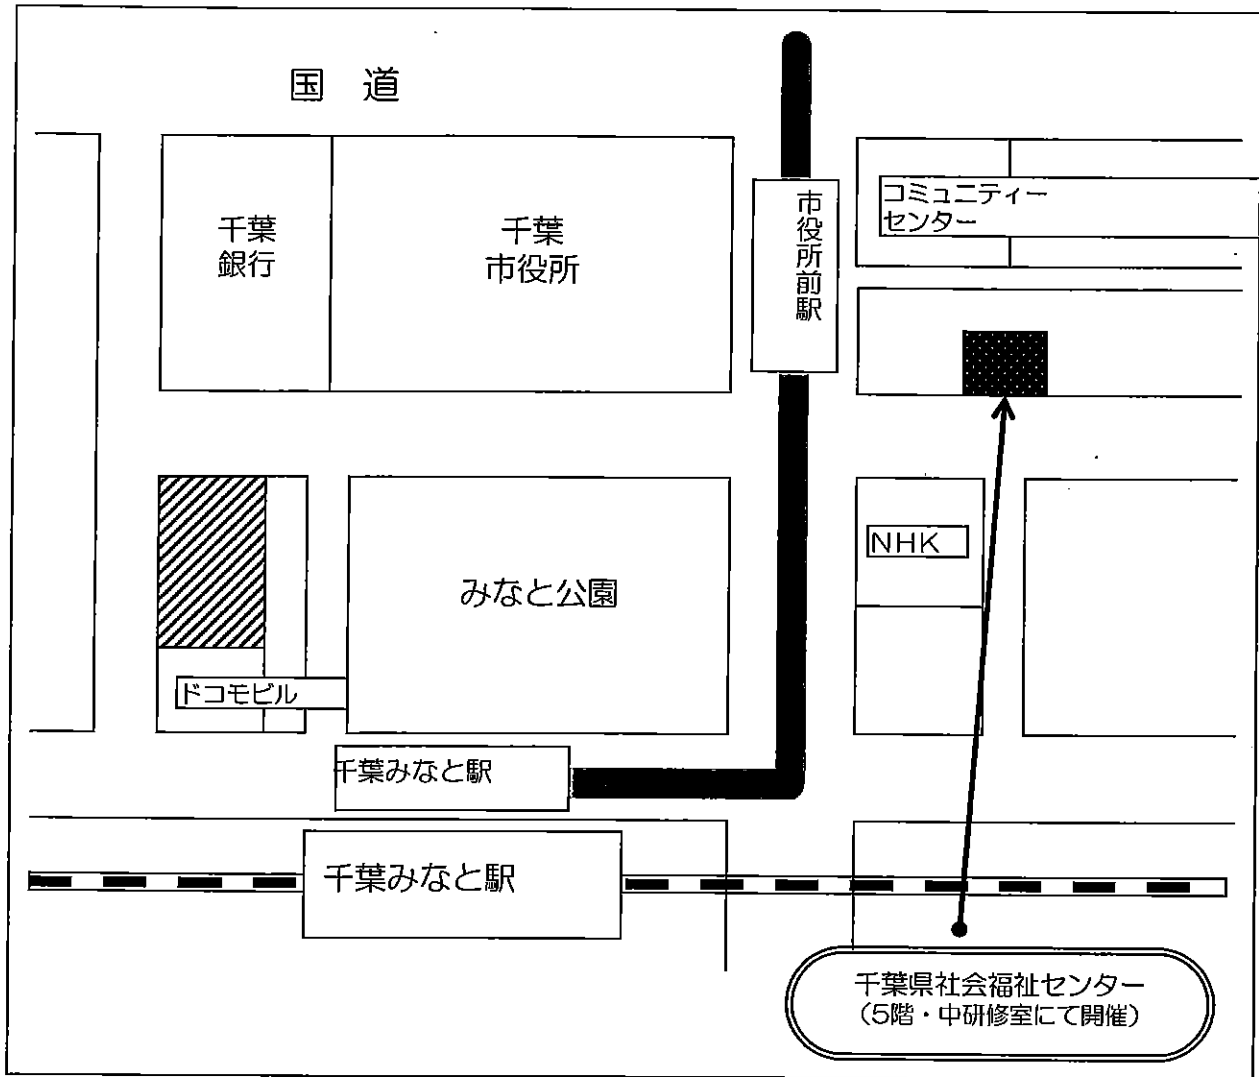 国 道
千葉
銀行
千葉
市役所
市役所前駅
コミュニティー
センター
NHK
みなと公園
ドコモビル
千葉みなと駅
千葉みなと駅
千葉県社会福祉センター
(5階・中研修室にて開催)